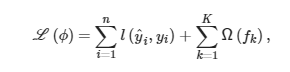 ℒ(ϕ) = ∑_{i=1}^{n} l(ŷ_i, y_i) + ∑_{k=1}^{K} Ω(f_k),